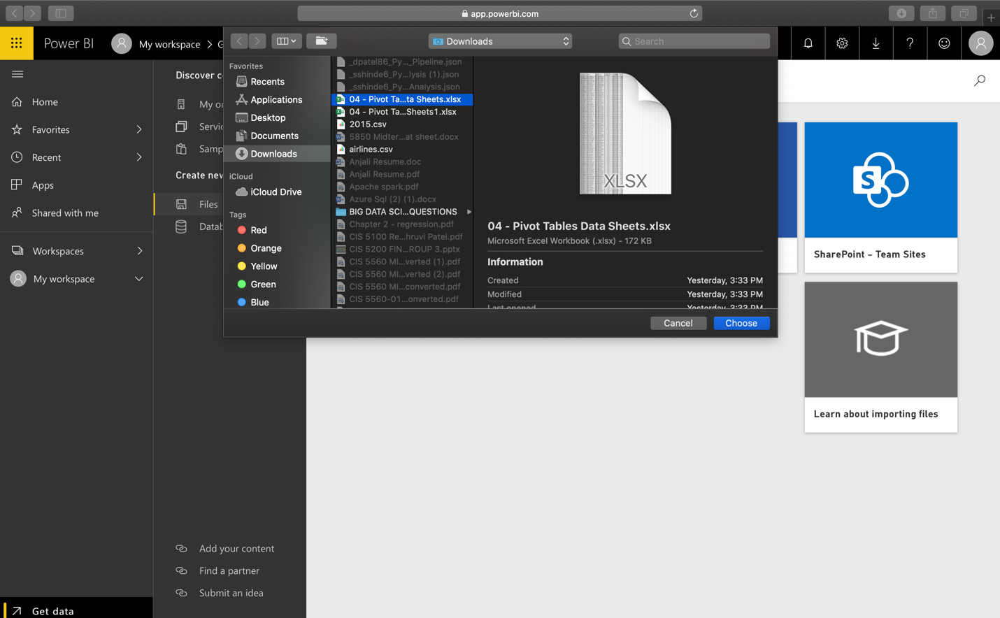 app.powerbi.com
Power BI
My workspace
Downloads
Search
Home
Favorites
Recent
Apps
Shared with me
Workspaces
My workspace
Get data
Discover c
My or
Servic
Samp
Create new
Files
Datab
Add your content
Find a partner
Submit an idea
Favorites
Recents
Applications
Desktop
Documents
Downloads
iCloud
iCloud Drive
Tags
Red
Orange
Yellow
Green
Blue
_dpatel86_Py..._Pipeline.json
_sshinde6_Py...lysis (1).json
_sshinde6_Py...Analysis.json
04 - Pivot Ta...ta Sheets.xlsx
04 - Pivot Ta...Sheets1.xlsx
2015.csv
5850 Midter...at sheet.docx
airlines.csv
Anjali Resume.doc
Anjali Resume.pdf
Apache spark.pdf
Azure Sql (2) (1).docx
BIG DATA SCI...QUESTIONS
Chapter 2 - regression.pdf
CIS 5100 Re...hruvi Patel.pdf
CIS 5200 FIN...ROUP 3.pptx
CIS 5560 MI...verted (1).pdf
CIS 5560 MI...verted (2).pdf
CIS 5560 MI...converted.pdf
CIS 5560-01...onverted.pdf
XLSX
04 - Pivot Tables Data Sheets.xlsx
Microsoft Excel Workbook (.xlsx) - 172 KB
Information
Created Yesterday, 3:33 PM
Modified Yesterday, 3:33 PM
Last opened Yesterday, 3:33 PM
Cancel
Choose
SharePoint – Team Sites
Learn about importing files